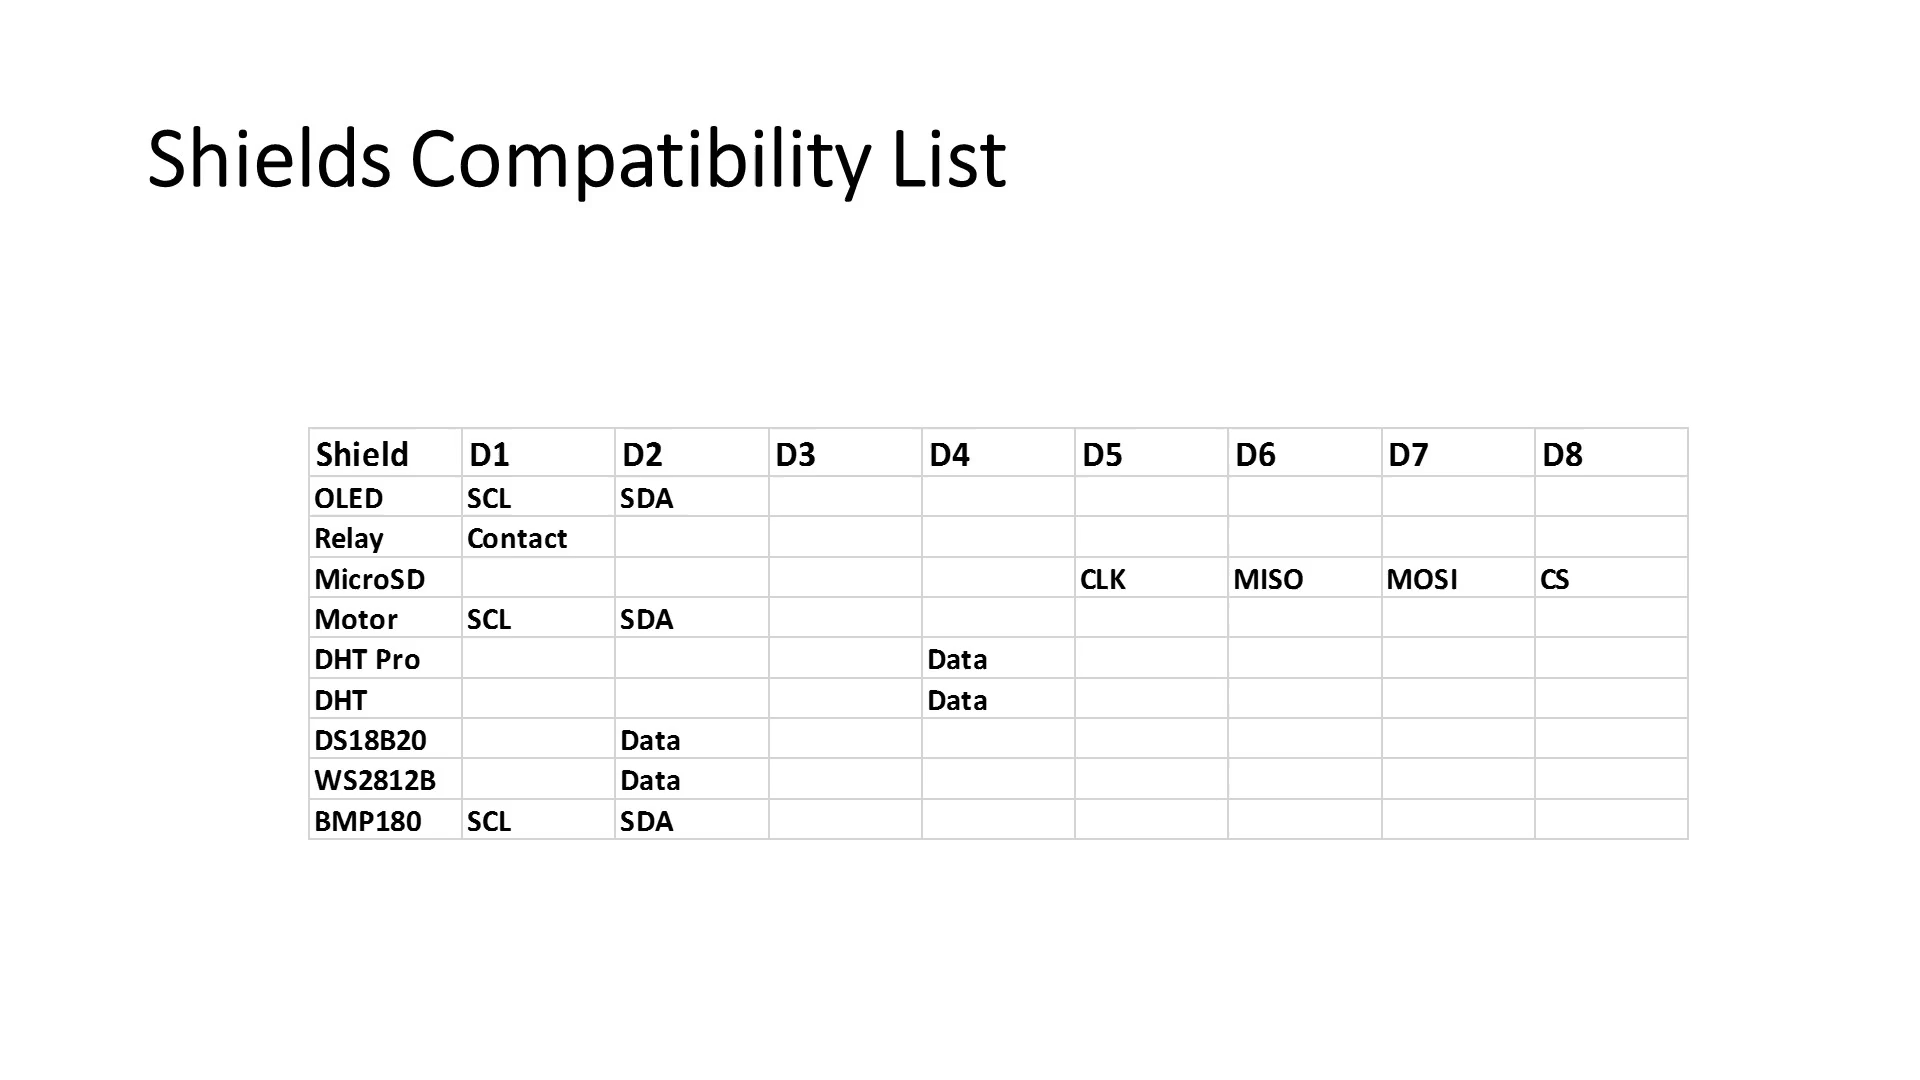 Shields Compatibility List
Shield D1 D2 D3 D4 D5 D6 D7 D8
OLED SCL SDA
Relay Contact
MicroSD CLK MISO MOSI CS
Motor SCL SDA
DHT Pro Data
DHT Data
DS18B20 Data
WS2812B Data
BMP180 SCL SDA